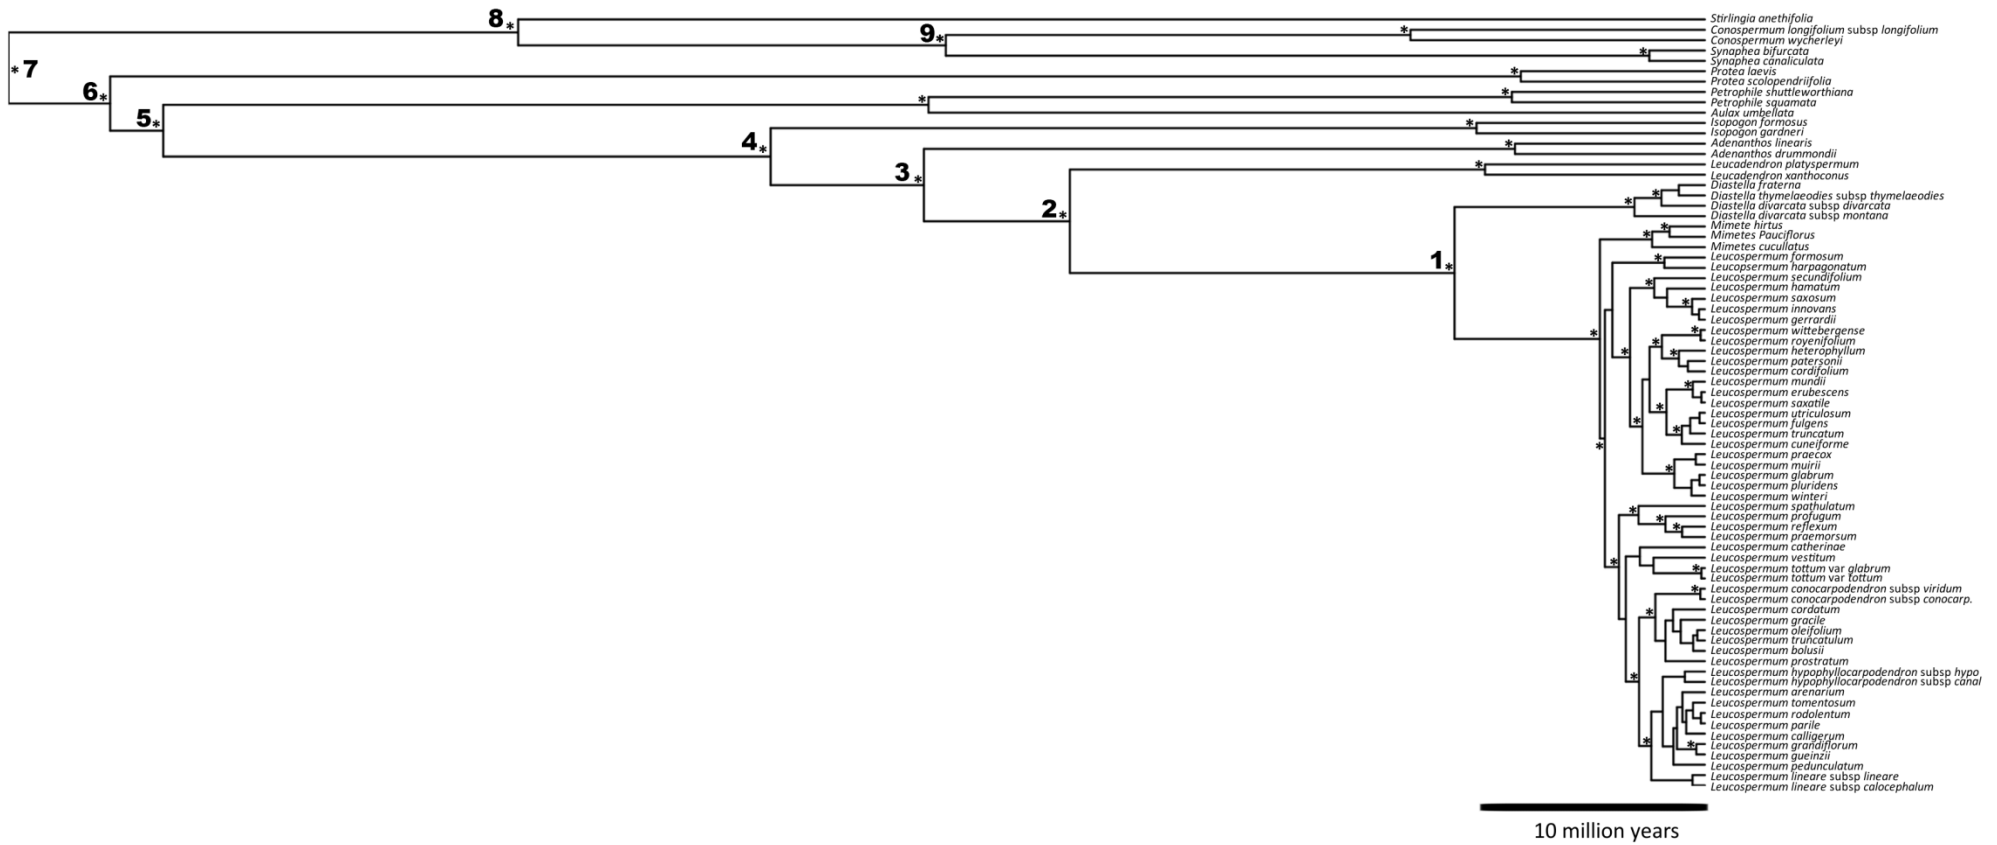 8
Stirlingia anethifolia
Conospermum longifolium subsp longifolium
9
Conospermum wycherleyi
Synaphea bifurcata
Synaphea canaliculata
7
Protea laevis
Protea scolopendriifolia
6
Petrophile shuttleworthiana
Petrophile squamata
5
Aulax umbellata
Isopogon formosus
Isopogon gardneri
4
Adenanthos linearis
Adenanthos drummondii
Leucadendron platyspermum
3
Leucadendron xanthoconus
Diastella fraterna
Diastella thymelaeodies subsp thymelaeodies
Diastella divarcata subsp divarcata
2
Diastella divarcata subsp montana
Mimete hirtus
Mimetes Pauciflorus
Mimetes cucullatus
1
Leucospermum formosum
Leucopsermum harpagonatum
Leucospermum secundifolium
Leucospermum hamatum
Leucospermum saxosum
Leucospermum innovans
Leucospermum gerrardii
Leucospermum wittebergense
Leucospermum royenifolium
Leucospermum heterophyllum
Leucospermum patersonii
Leucospermum cordifolium
Leucospermum mundii
Leucospermum erubescens
Leucospermum saxatile
Leucospermum utriculosum
Leucospermum fulgens
Leucospermum truncatum
Leucospermum cuneiforme
Leucospermum praecox
Leucospermum muirii
Leucospermum glabrum
Leucospermum pluridens
Leucospermum winteri
Leucospermum spathulatum
Leucospermum profugum
Leucospermum reflexum
Leucospermum praemorsum
Leucospermum catherinae
Leucospermum vestitum
Leucospermum tottum var glabrum
Leucospermum tottum var tottum
Leucospermum conocarpodendron subsp viridum
Leucospermum conocarpodendron subsp conocarp.
Leucospermum cordatum
Leucospermum gracile
Leucospermum oleifolium
Leucospermum truncatulum
Leucospermum bolusii
Leucospermum prostratum
Leucospermum hypophyllocarpodendron subsp hypo
Leucospermum hypophyllocarpodendron subsp canal
Leucospermum arenarium
Leucospermum tomentosum
Leucospermum rodolentum
Leucospermum parile
Leucospermum calligerum
Leucospermum grandiflorum
Leucospermum gueinzii
Leucospermum pedunculatum
Leucospermum lineare subsp lineare
Leucospermum lineare subsp calocephalum
10 million years